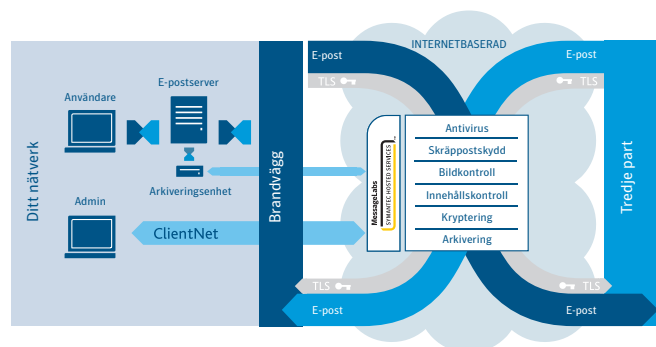 INTERNETBASERAD
E-post
E-post
TLS
TLS
E-postserver
Användare
Arkiveringsenhet
Admin
ClientNet
Ditt nätverk
Brandvägg
MessageLabs
SYMANTEC HOSTED SERVICES
Antivirus
Skräppostskydd
Bildkontroll
Innehållskontroll
Kryptering
Arkivering
Tredje part
TLS
TLS
E-post
E-post